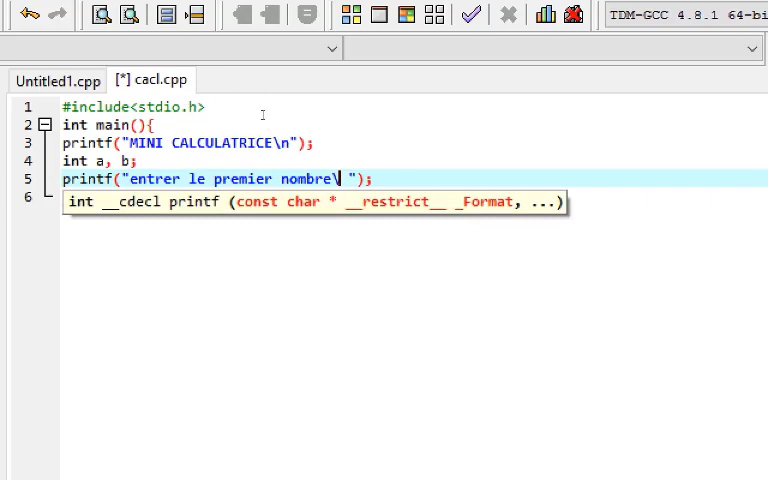 TDM-GCC 4.8.1 64-bi
Untitled1.cpp [*] cacl.cpp
1 #include<stdio.h>
2 int main(){
3 printf("MINI CALCULATRICE\n");
4 int a, b;
5 printf("entrer le premier nombre\ ");
6
int __cdecl printf (const char * __restrict__ _Format, ...)